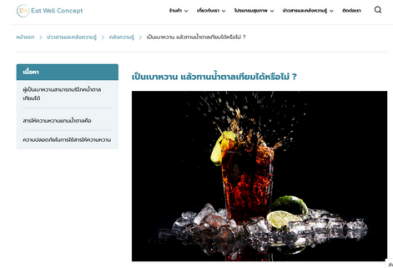 Est Well Concept
ร้านค้า เกี่ยวกับเรา โปรแกรมสุขภาพ ข่าวสารและคลังความรู้ ติดต่อเรา
หน้าแรก > ข่าวสารและคลังความรู้ > คลังความรู้ > เป็นเบาหวาน แล้วทานน้ำตาลเทียมได้หรือไม่ ?
เนื้อหา
ผู้เป็นเบาหวานสามารถบริโภคน้ำตาล
เทียมได้
สารให้ความหวานแทนน้ำตาลคือ
ความปลอดภัยในการใช้สารให้ความหวาน
เป็นเบาหวาน แล้วทานน้ำตาลเทียมได้หรือไม่ ?